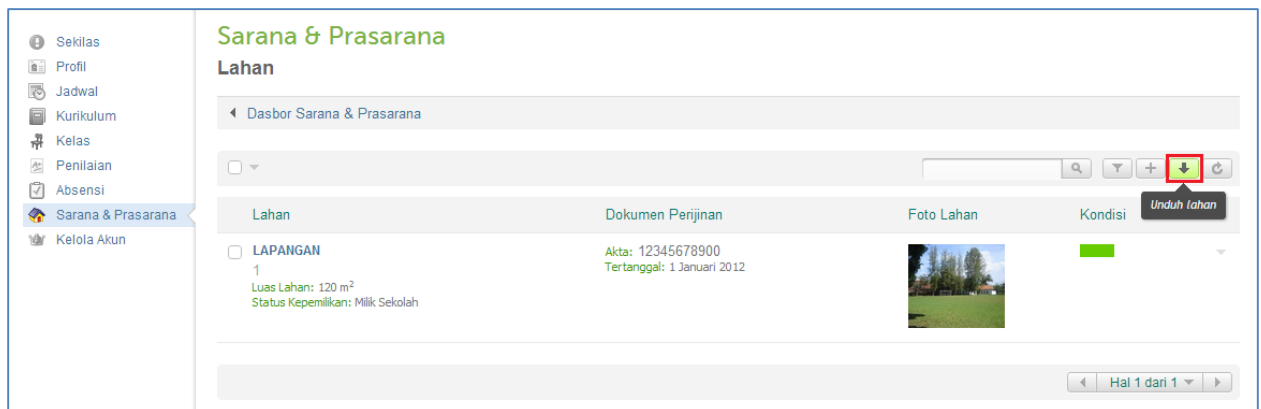 Sekilas
Profil
Jadwal
Kurikulum
Kelas
Penilaian
Absensi
Sarana & Prasarana
Kelola Akun
Sarana & Prasarana
Lahan
Dasbor Sarana & Prasarana
Unduh lahan
Lahan Dokumen Perijinan Foto Lahan Kondisi
LAPANGAN
1
Luas Lahan: 120 m²
Status Kepemilikan: Milik Sekolah
Akta: 12345678900
Tertanggal: 1 Januari 2012
Hal 1 dari 1